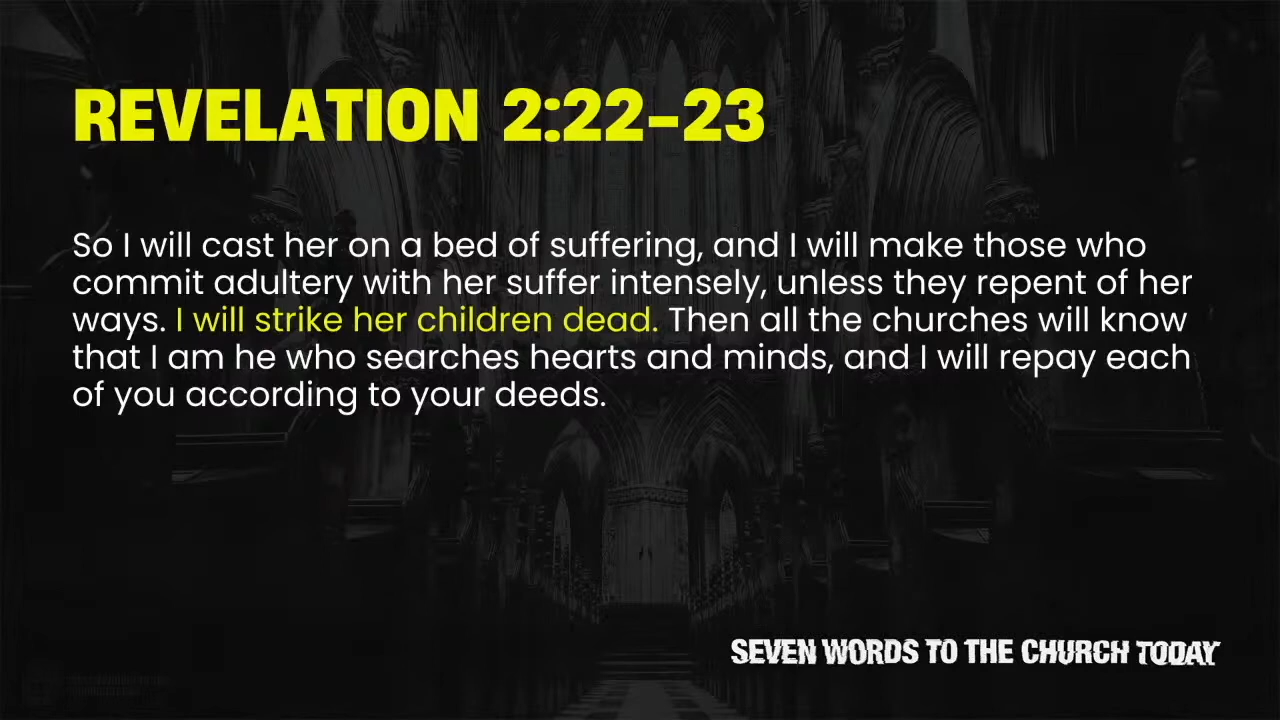 REVELATION 2:22-23
So I will cast her on a bed of suffering, and I will make those who
commit adultery with her suffer intensely, unless they repent of her
ways. I will strike her children dead. Then all the churches will know
that I am he who searches hearts and minds, and I will repay each
of you according to your deeds.
SEVEN WORDS TO THE CHURCH TODAY